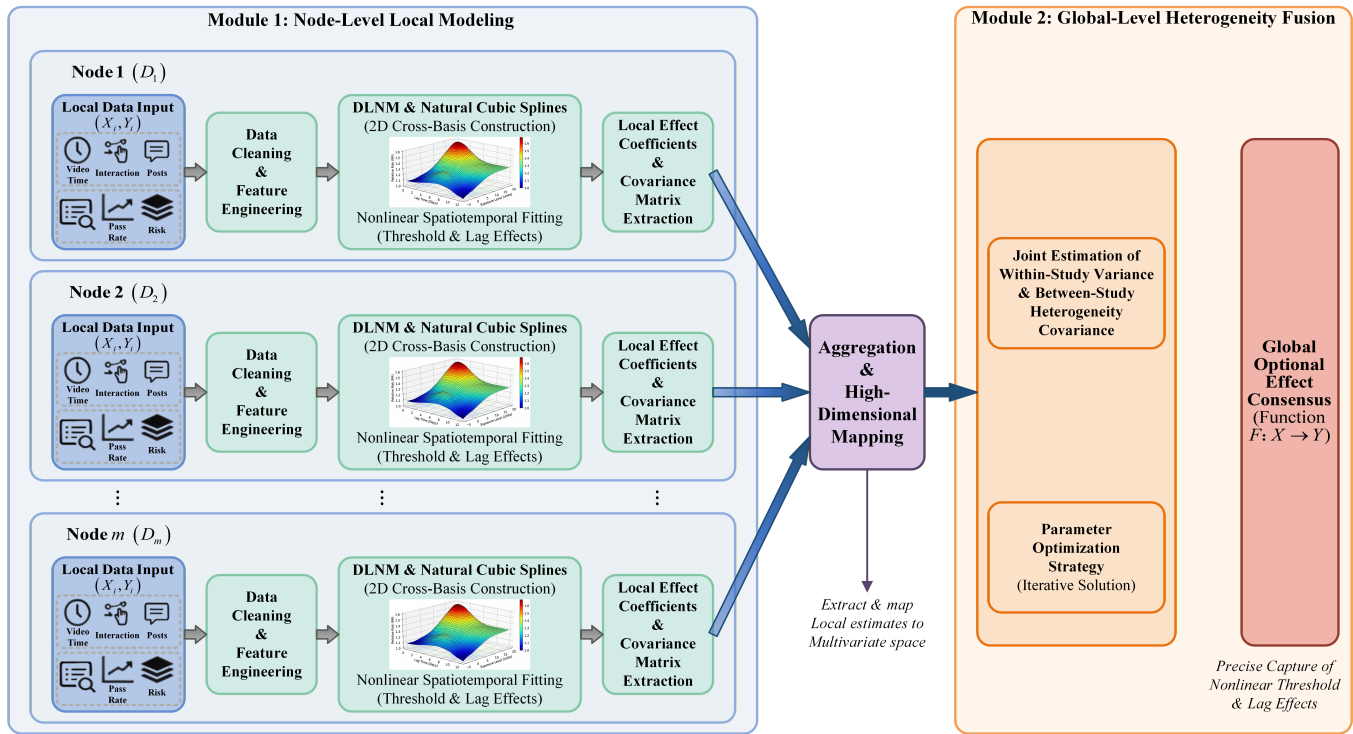 Module 1: Node-Level Local Modeling
Node 1 (D₁)
Local Data Input
(Xᵢ,Yᵢ)
Video
Time
Interaction
Posts
Pass
Rate
Risk
Data
Cleaning
&
Feature
Engineering
DLNM & Natural Cubic Splines
(2D Cross-Basis Construction)
Nonlinear Spatiotemporal Fitting
(Threshold & Lag Effects)
Local Effect
Coefficients
&
Covariance
Matrix
Extraction
Node 2 (D₂)
Local Data Input
(Xᵢ,Yᵢ)
Video
Time
Interaction
Posts
Pass
Rate
Risk
Data
Cleaning
&
Feature
Engineering
DLNM & Natural Cubic Splines
(2D Cross-Basis Construction)
Nonlinear Spatiotemporal Fitting
(Threshold & Lag Effects)
Local Effect
Coefficients
&
Covariance
Matrix
Extraction
Node m (Dₘ)
Local Data Input
(Xᵢ,Yᵢ)
Video
Time
Interaction
Posts
Pass
Rate
Risk
Data
Cleaning
&
Feature
Engineering
DLNM & Natural Cubic Splines
(2D Cross-Basis Construction)
Nonlinear Spatiotemporal Fitting
(Threshold & Lag Effects)
Local Effect
Coefficients
&
Covariance
Matrix
Extraction
Aggregation
&
High-
Dimensional
Mapping
Extract & map
Local estimates to
Multivariate space
Module 2: Global-Level Heterogeneity Fusion
Joint Estimation of
Within-Study Variance
& Between-Study
Heterogeneity
Covariance
Parameter
Optimization
Strategy
(Iterative Solution)
Global
Optional
Effect
Consensus
(Function
F: X → Y)
Precise Capture of
Nonlinear Threshold
& Lag Effects